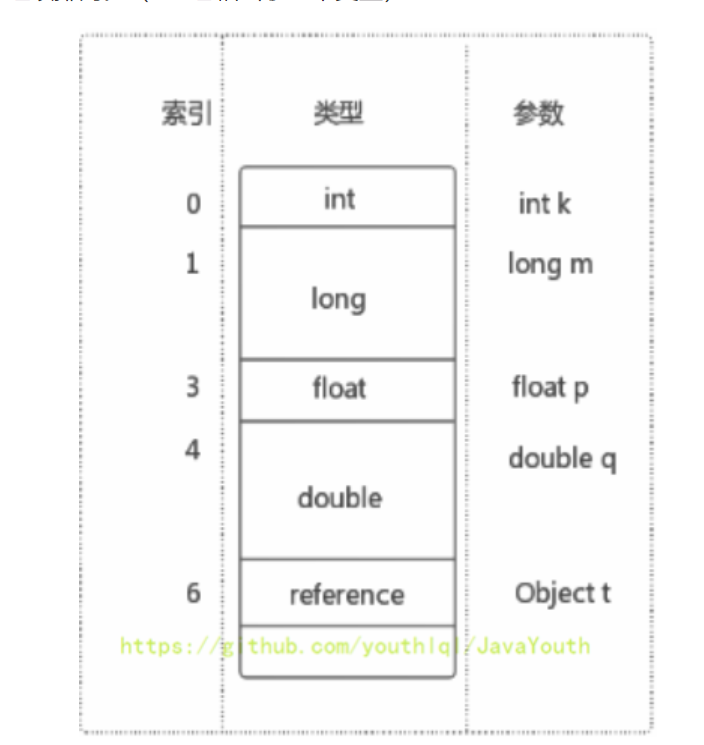 索引 类型 参数
0 int int k
1 long m
long
3 float float p
4 double q
double
6 reference Object t
https://github.com/youthlql/JavaYouth